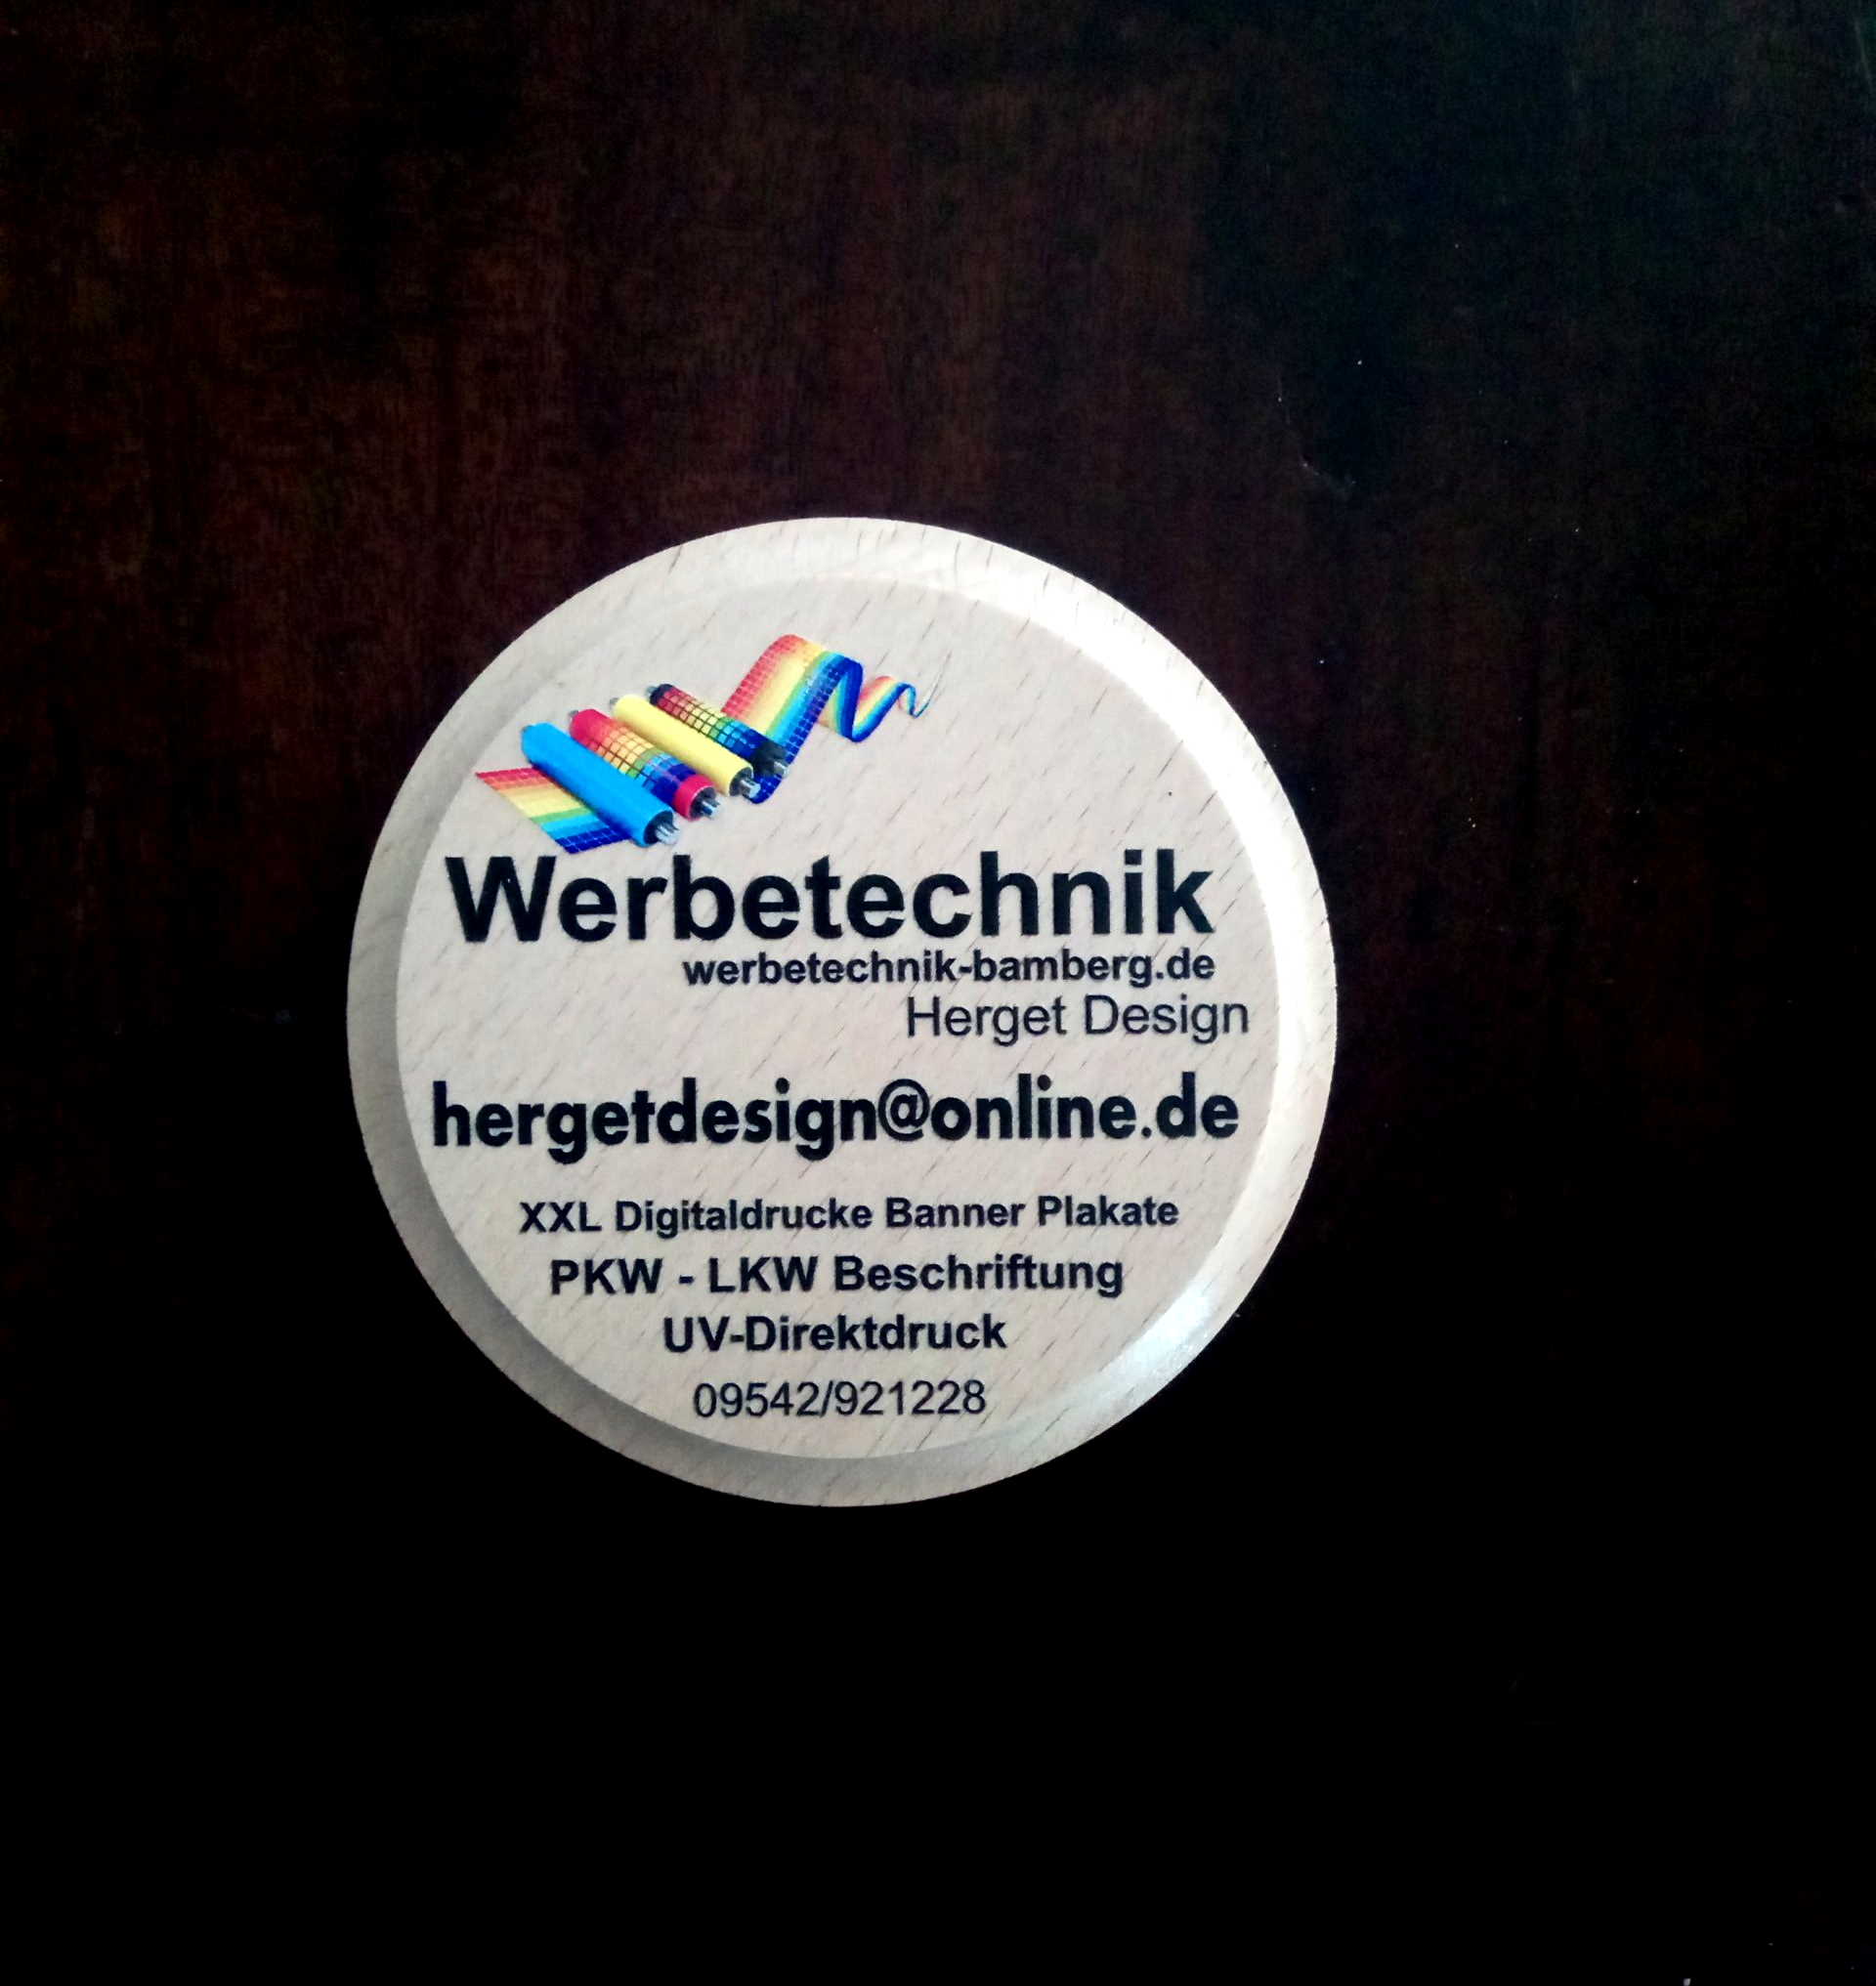 Werbetechnik
werbetechnik-bamberg.de
Herget Design
hergetdesign@online.de
XXL Digitaldrucke Banner Plakate
PKW - LKW Beschriftung
UV-Direktdruck
09542/921228